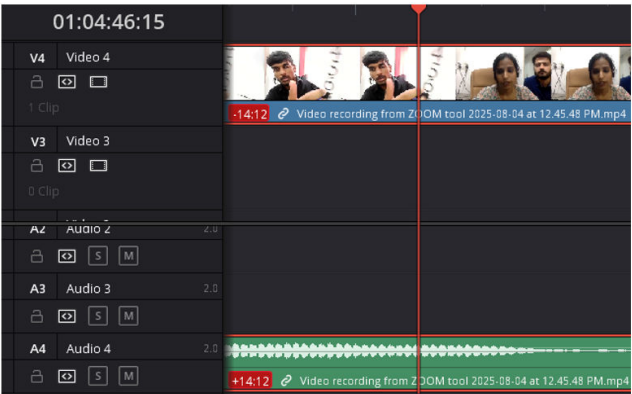 01:04:46:15
V4 Video 4
1 Clip
-14:12 Video recording from ZOOM tool 2025-08-04 at 12.45.48 PM.mp4
V3 Video 3
0 Clip
A2 Audio 2 2.0
S M
A3 Audio 3 2.0
S M
A4 Audio 4 2.0
S M
+14:12 Video recording from ZOOM tool 2025-08-04 at 12.45.48 PM.mp4